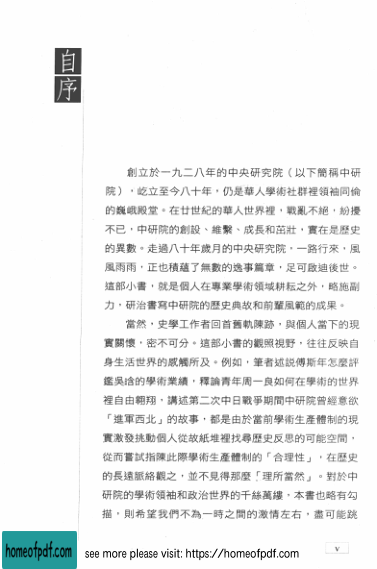 自序
創立於一九二八年的中央研究院（以下簡稱中研
院），屹立至今八十年，仍是華人學術社群裡領袖同倫
的巍峨殿堂。在廿世紀的華人世界裡，戰亂不絕，紛擾
不已，中研院的創設、維繫、成長和茁壯，實在是歷史
的異數。走過八十年歲月的中央研究院，一路行來，風
風雨雨，正也積蘊了無數的逸事篇章，足可啟迪後世。
這部小書，就是個人在專業學術領域耕耘之外，略施副
力，研治書寫中研院的歷史典故和前輩風範的成果。
當然，史學工作者回首舊軌陳跡，與個人當下的現
實關懷，密不可分。這部小書的觀照視野，往往反映自
身生活世界的感觸所及。例如，筆者述說傅斯年怎麼評
鑑吳晗的學術業績，釋論青年周一良如何在學術的世界
裡自由翱翔，講述第二次中日戰爭期間中研院曾經意欲
「進軍西北」的故事，都是由於當前學術生產體制的現
實激發挑動個人從故紙堆裡找尋歷史反思的可能空間，
從而嘗試指陳此際學術生產體制的「合理性」，在歷史
的長遠脈絡觀之，並不見得那麼「理所當然」。對於中
研院的學術領袖和政治世界的千絲萬縷，本書也略有勾
描，則希望我們不為一時之間的激情左右，盡可能跳
v
homeofpdf.com
see more please visit: https://homeofpdf.com